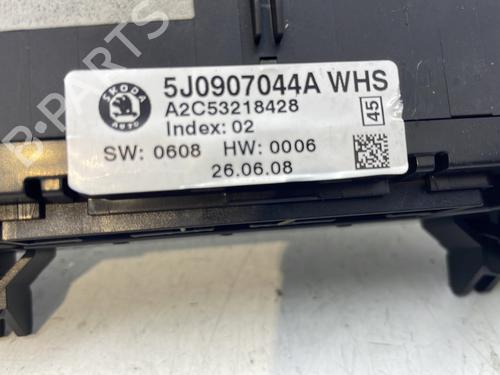 SKODA
AUTO
5J0907044A WHS
A2C53218428
Index: 02
45
SW: 0608 HW: 0006
26.06.08
B-PARTS